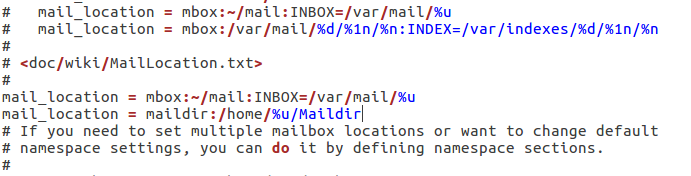 #   mail_location = mbox:~/mail:INBOX=/var/mail/%u
#   mail_location = mbox:/var/mail/%d/%1n/%n:INDEX=/var/indexes/%d/%1n/%n
#
# <doc/wiki/MailLocation.txt>
#
mail_location = mbox:~/mail:INBOX=/var/mail/%u
mail_location = maildir:/home/%u/Maildir
# If you need to set multiple mailbox locations or want to change default
# namespace settings, you can do it by defining namespace sections.
#